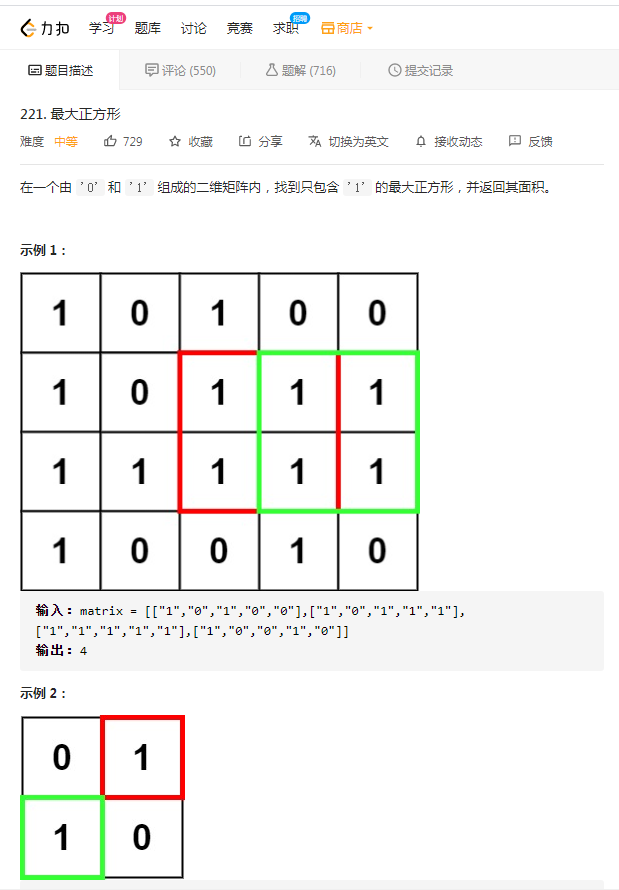 力扣 学习 计划 题库 讨论 竞赛 求职 招聘 商店
题目描述 评论 (550) 题解 (716) 提交记录
221. 最大正方形
难度 中等 729 收藏 分享 切换为英文 接收动态 反馈
在一个由 '0' 和 '1' 组成的二维矩阵内，找到只包含 '1' 的最大正方形，并返回其面积。
示例 1：
1 0 1 0 0
1 0 1 1 1
1 1 1 1 1
1 0 0 1 0
输入：matrix = [["1","0","1","0","0"],["1","0","1","1","1"],
["1","1","1","1","1"],["1","0","0","1","0"]]
输出：4
示例 2：
0 1
1 0